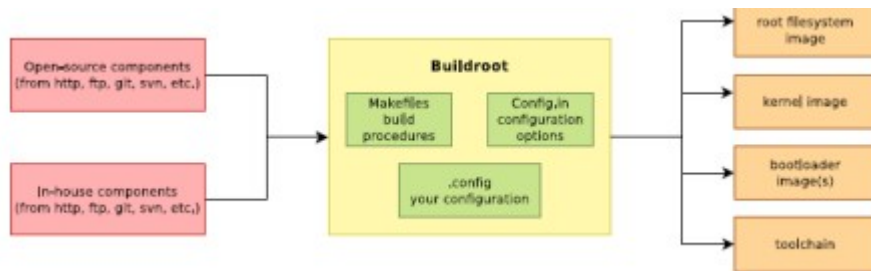 Open-source components
(from http, ftp, git, svn, etc.)
In-house components
(from http, ftp, git, svn, etc.)
Buildroot
Makefiles
build
procedures
Config.in
configuration
options
.config
your configuration
root filesystem
image
kernel image
bootloader
image(s)
toolchain